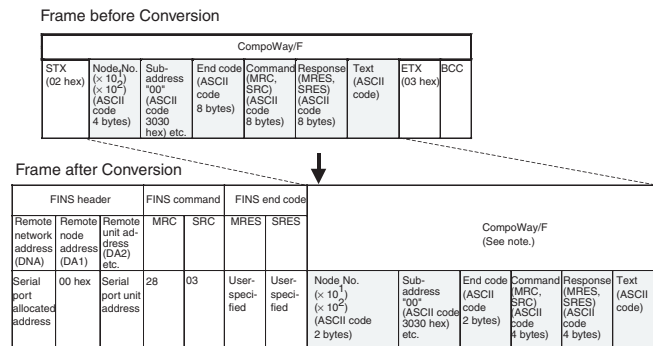 Frame before Conversion
CompoWay/F
STX
(02 hex)
Node No.
(× 10¹)
(× 10²)
(ASCII
code
4 bytes)
Sub-
address
"00"
(ASCII
code
3030
hex) etc.
End code
(ASCII
code
8 bytes)
Command
(MRC,
SRC)
(ASCII
code
8 bytes)
Response
(MRES,
SRES)
(ASCII
code
8 bytes)
Text
(ASCII
code)
ETX
(03 hex)
BCC
Frame after Conversion
FINS header
FINS command
FINS end code
CompoWay/F
(See note.)
Remote
network
address
(DNA)
Remote
node
address
(DA1)
Remote
unit ad-
dress
(DA2)
etc.
MRC
SRC
MRES
SRES
Serial
port
allocated
address
00 hex
Serial
port unit
address
28
03
User-
speci-
fied
User-
speci-
fied
Node No.
(× 10¹)
(× 10²)
(ASCII code
2 bytes)
Sub-
address
"00"
(ASCII code
3030 hex)
etc.
End code
(ASCII
code
2 bytes)
Command
(MRC,
SRC)
(ASCII
code
4 bytes)
Response
(MRES,
SRES)
(ASCII
code
4 bytes)
Text
(ASCII
code)